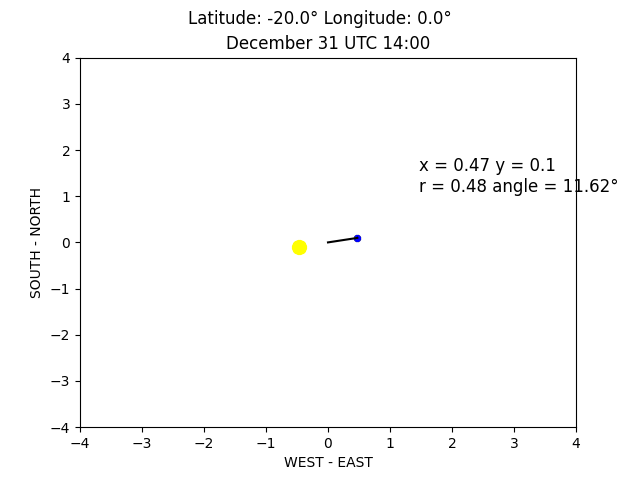 Latitude: -20.0° Longitude: 0.0°
December 31 UTC 14:00
4
3
2
1
0
−1
−2
−3
−4
x = 0.47 y = 0.1
r = 0.48 angle = 11.62°
SOUTH - NORTH
−4 −3 −2 −1 0 1 2 3 4
WEST - EAST